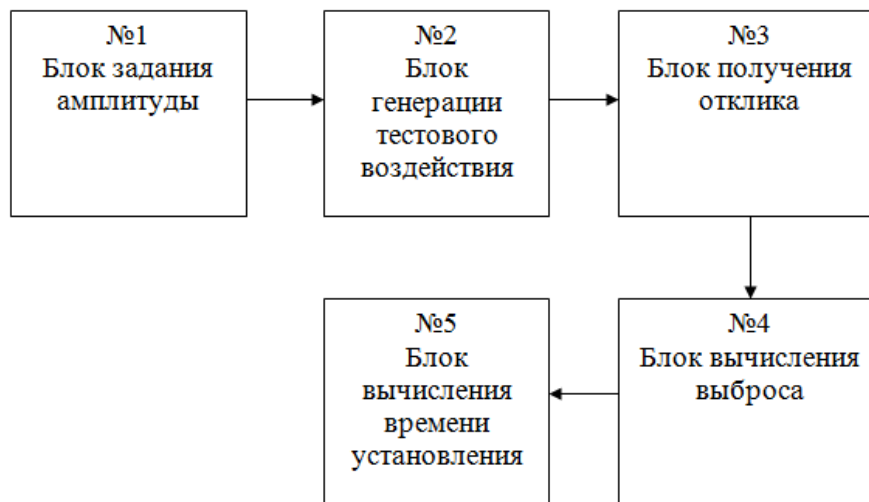 №1
Блок задания
амплитуды
№2
Блок
генерации
тестового
воздействия
№3
Блок получения
отклика
№5
Блок
вычисления
времени
установления
№4
Блок вычисления
выброса